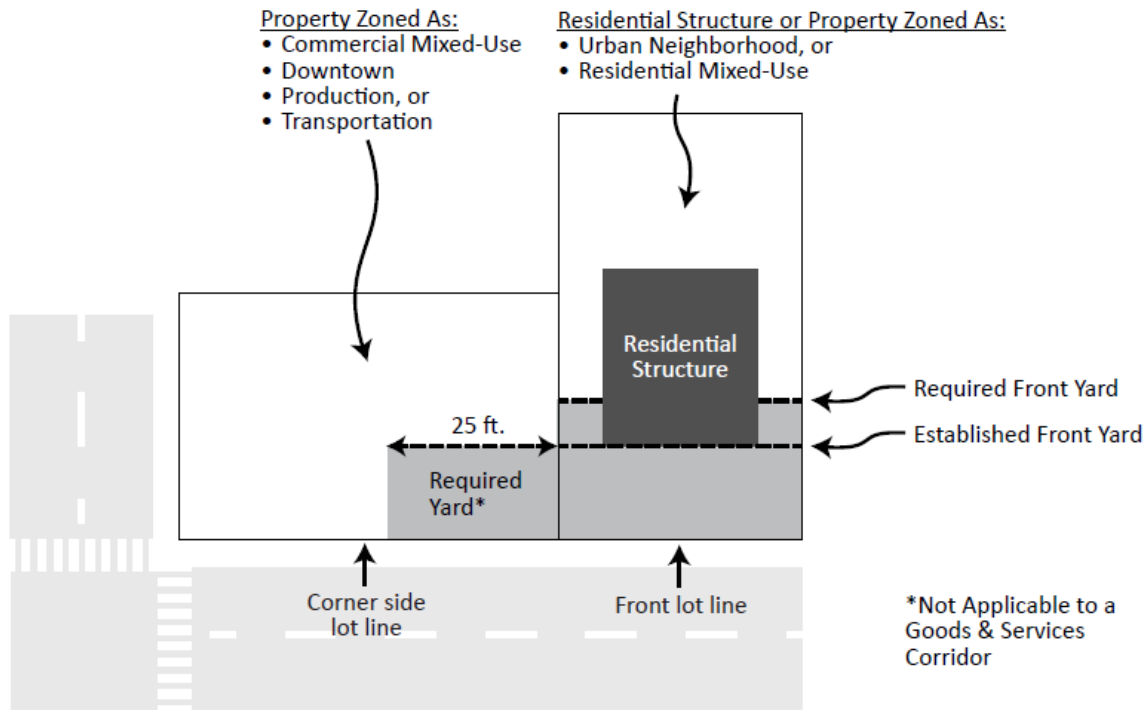 Property Zoned As:
• Commercial Mixed-Use
• Downtown
• Production, or
• Transportation
Residential Structure or Property Zoned As:
• Urban Neighborhood, or
• Residential Mixed-Use
Residential
Structure
Required Front Yard
Established Front Yard
25 ft.
Required
Yard*
Corner side
lot line
Front lot line
*Not Applicable to a
Goods & Services
Corridor